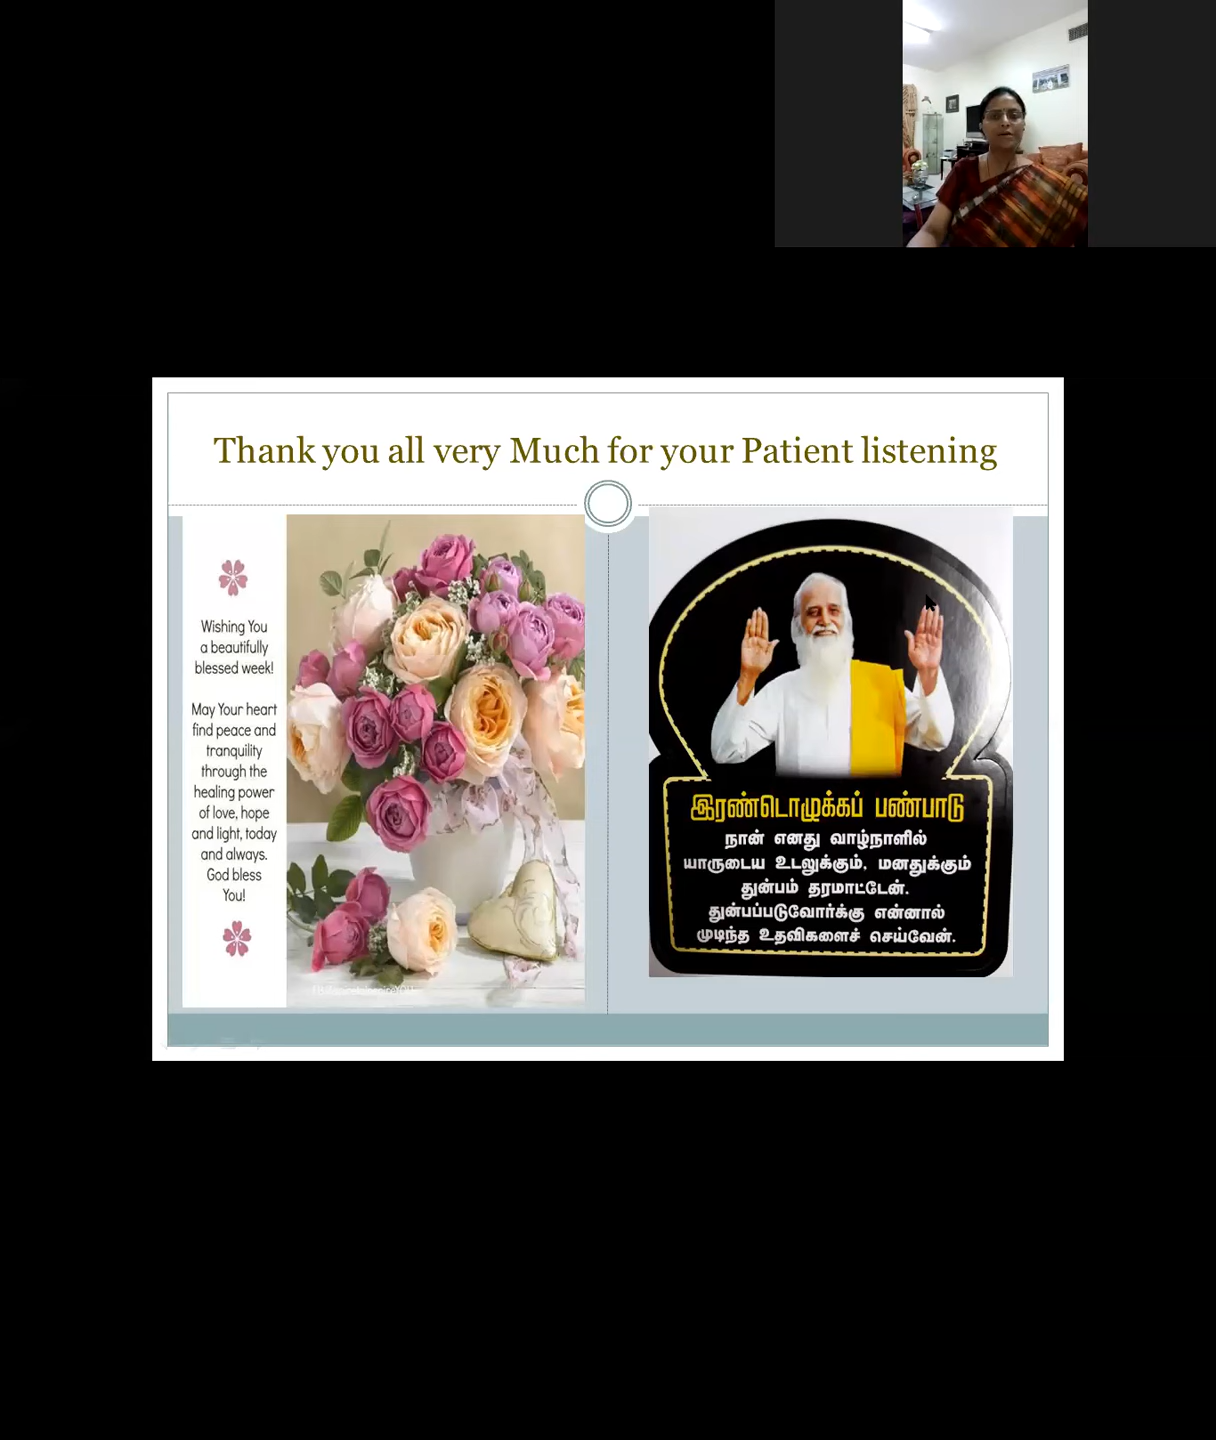 Thank you all very Much for your Patient listening
Wishing You
a beautifully
blessed week!
May Your heart
find peace and
tranquility
through the
healing power
of love, hope
and light, today
and always.
God bless
You!
இரண்டொழுக்கப் பண்பாடு
நான் எனது வாழ்நாளில்
யாருடைய உடலுக்கும், மனதுக்கும்
துன்பம் தரமாட்டேன்.
துன்பப்படுவோர்க்கு என்னால்
முடிந்த உதவிகளைச் செய்வேன்.